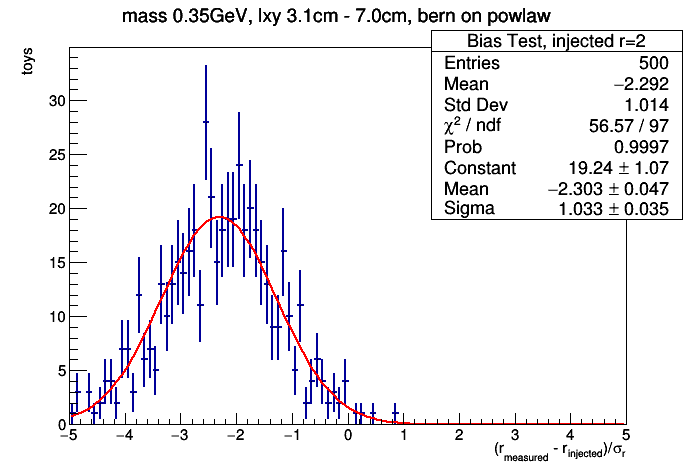 mass 0.35GeV, lxy 3.1cm - 7.0cm, bern on powlaw
Bias Test, injected r=2
Entries 500
Mean −2.292
Std Dev 1.014
χ² / ndf 56.57 / 97
Prob 0.9997
Constant 19.24 ± 1.07
Mean −2.303 ± 0.047
Sigma 1.033 ± 0.035
toys
30
25
20
15
10
5
0
−5 −4 −3 −2 −1 0 1 2 3 4 5
(r_measured - r_injected)/σ_r